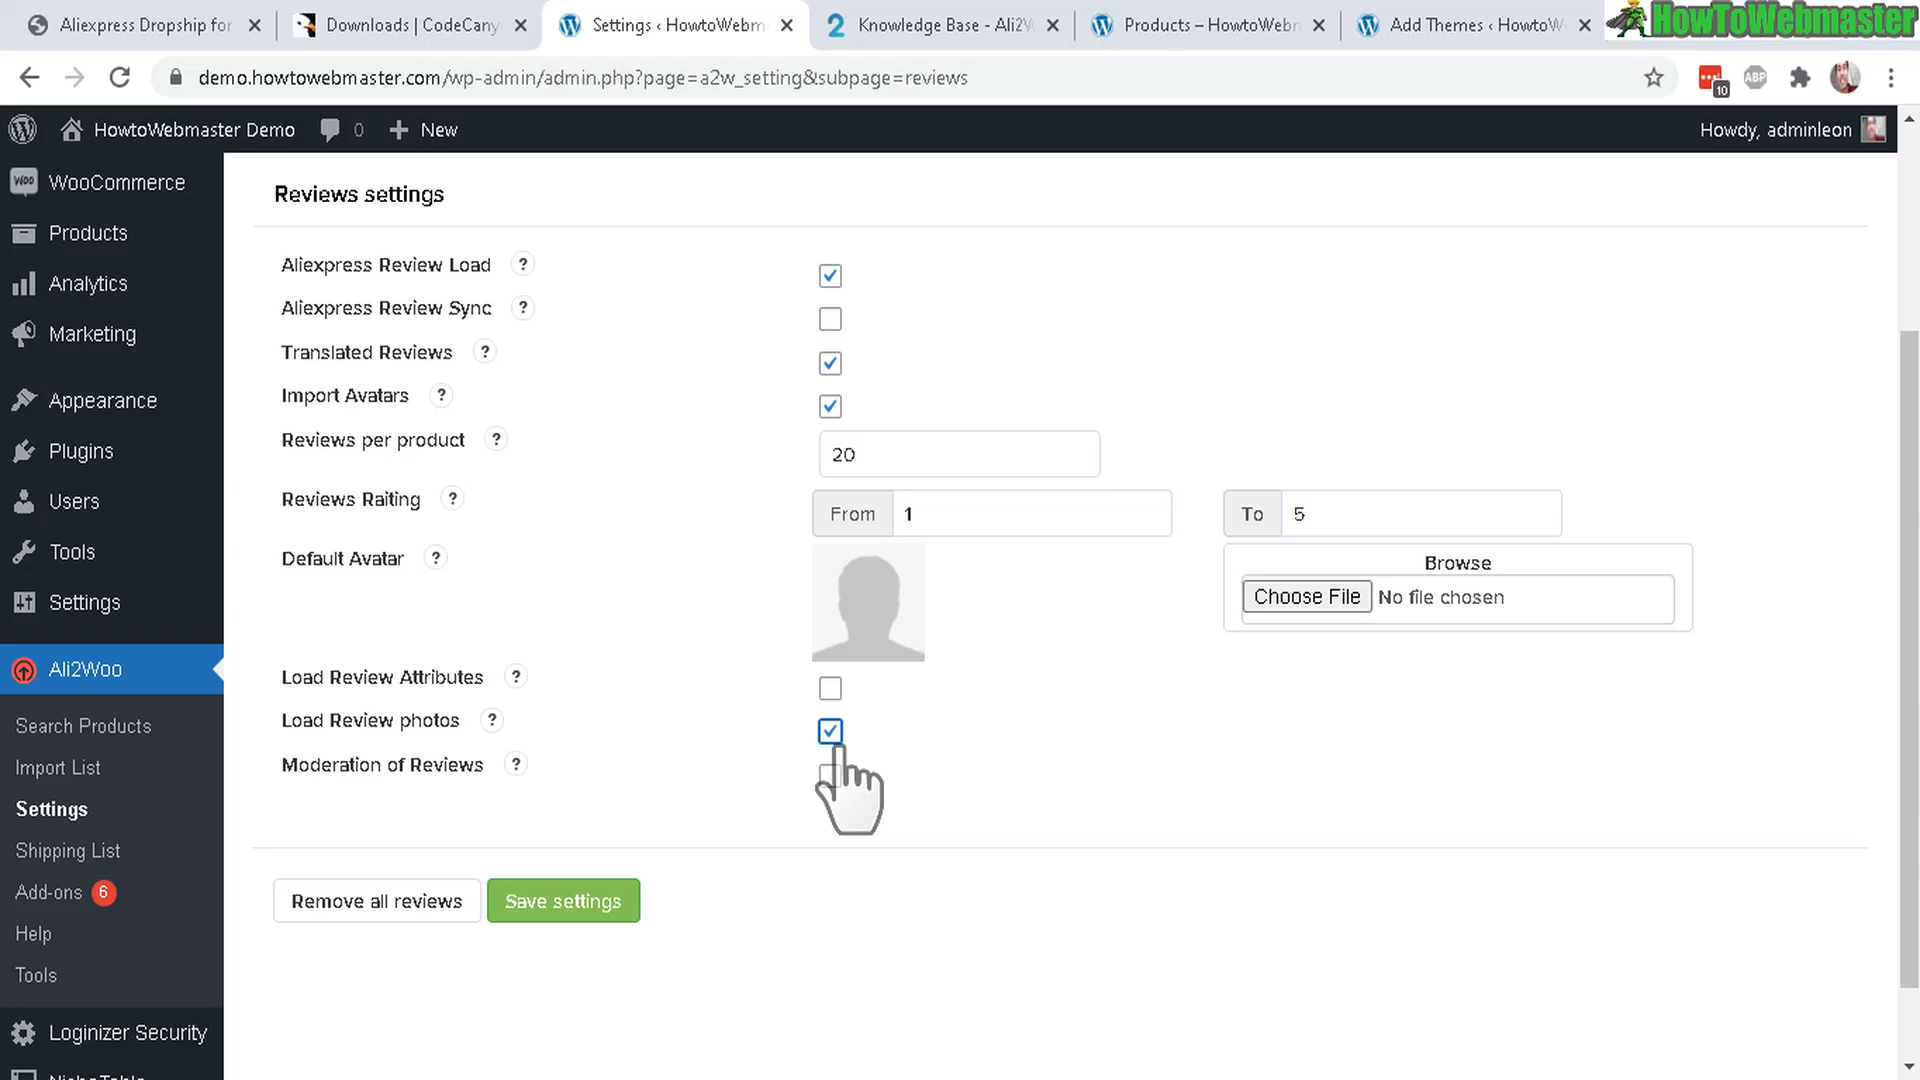 Aliexpress Dropship for
Downloads | CodeCany
Settings ‹ HowtoWebm
2 Knowledge Base - Ali2W
Products – HowtoWebm
Add Themes ‹ HowtoW
HowToWebmaster
demo.howtowebmaster.com/wp-admin/admin.php?page=a2w_setting&subpage=reviews
10
ABP
HowtoWebmaster Demo
0
New
Howdy, adminleon
WooCommerce
Products
Analytics
Marketing
Appearance
Plugins
Users
Tools
Settings
Ali2Woo
Search Products
Import List
Settings
Shipping List
Add-ons 6
Help
Tools
Loginizer Security
Reviews settings
Aliexpress Review Load ?
Aliexpress Review Sync ?
Translated Reviews ?
Import Avatars ?
Reviews per product ? 20
Reviews Raiting ? From 1 To 5
Default Avatar ?
Browse
Choose File No file chosen
Load Review Attributes ?
Load Review photos ?
Moderation of Reviews ?
Remove all reviews
Save settings